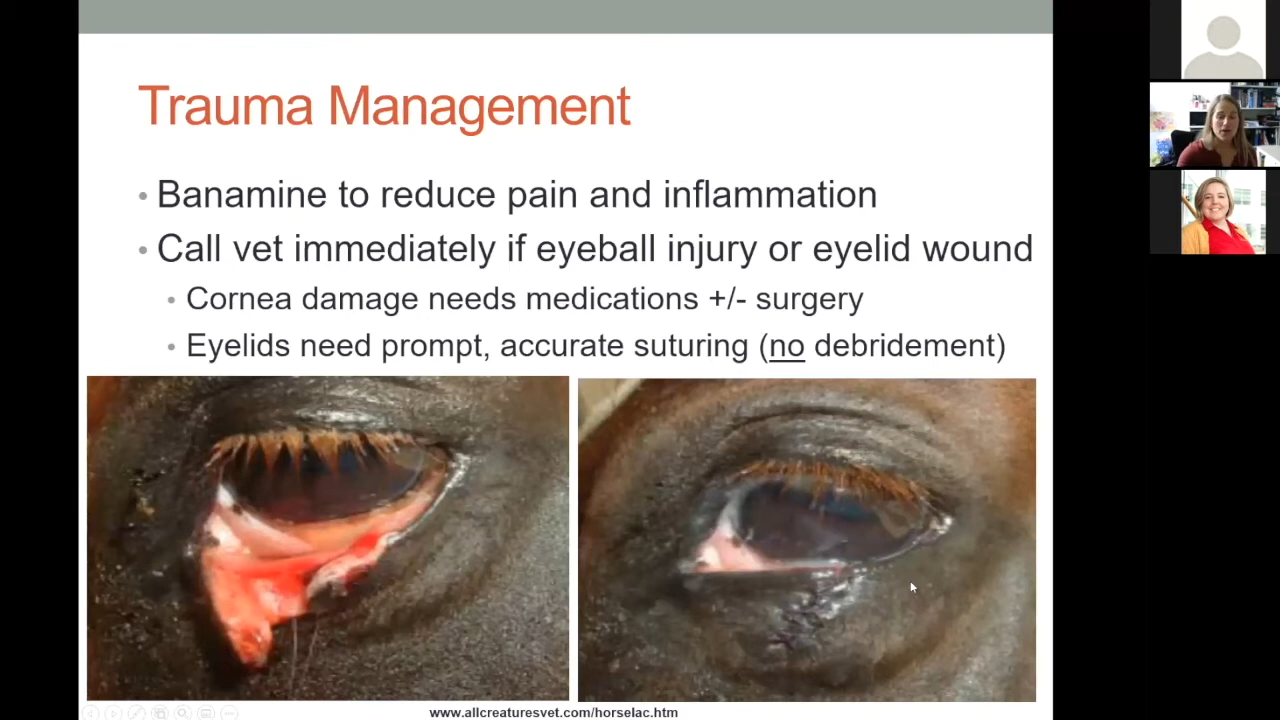 Trauma Management
• Banamine to reduce pain and inflammation
• Call vet immediately if eyeball injury or eyelid wound
• Cornea damage needs medications +/- surgery
• Eyelids need prompt, accurate suturing (no debridement)
www.allcreaturesvet.com/horselac.htm